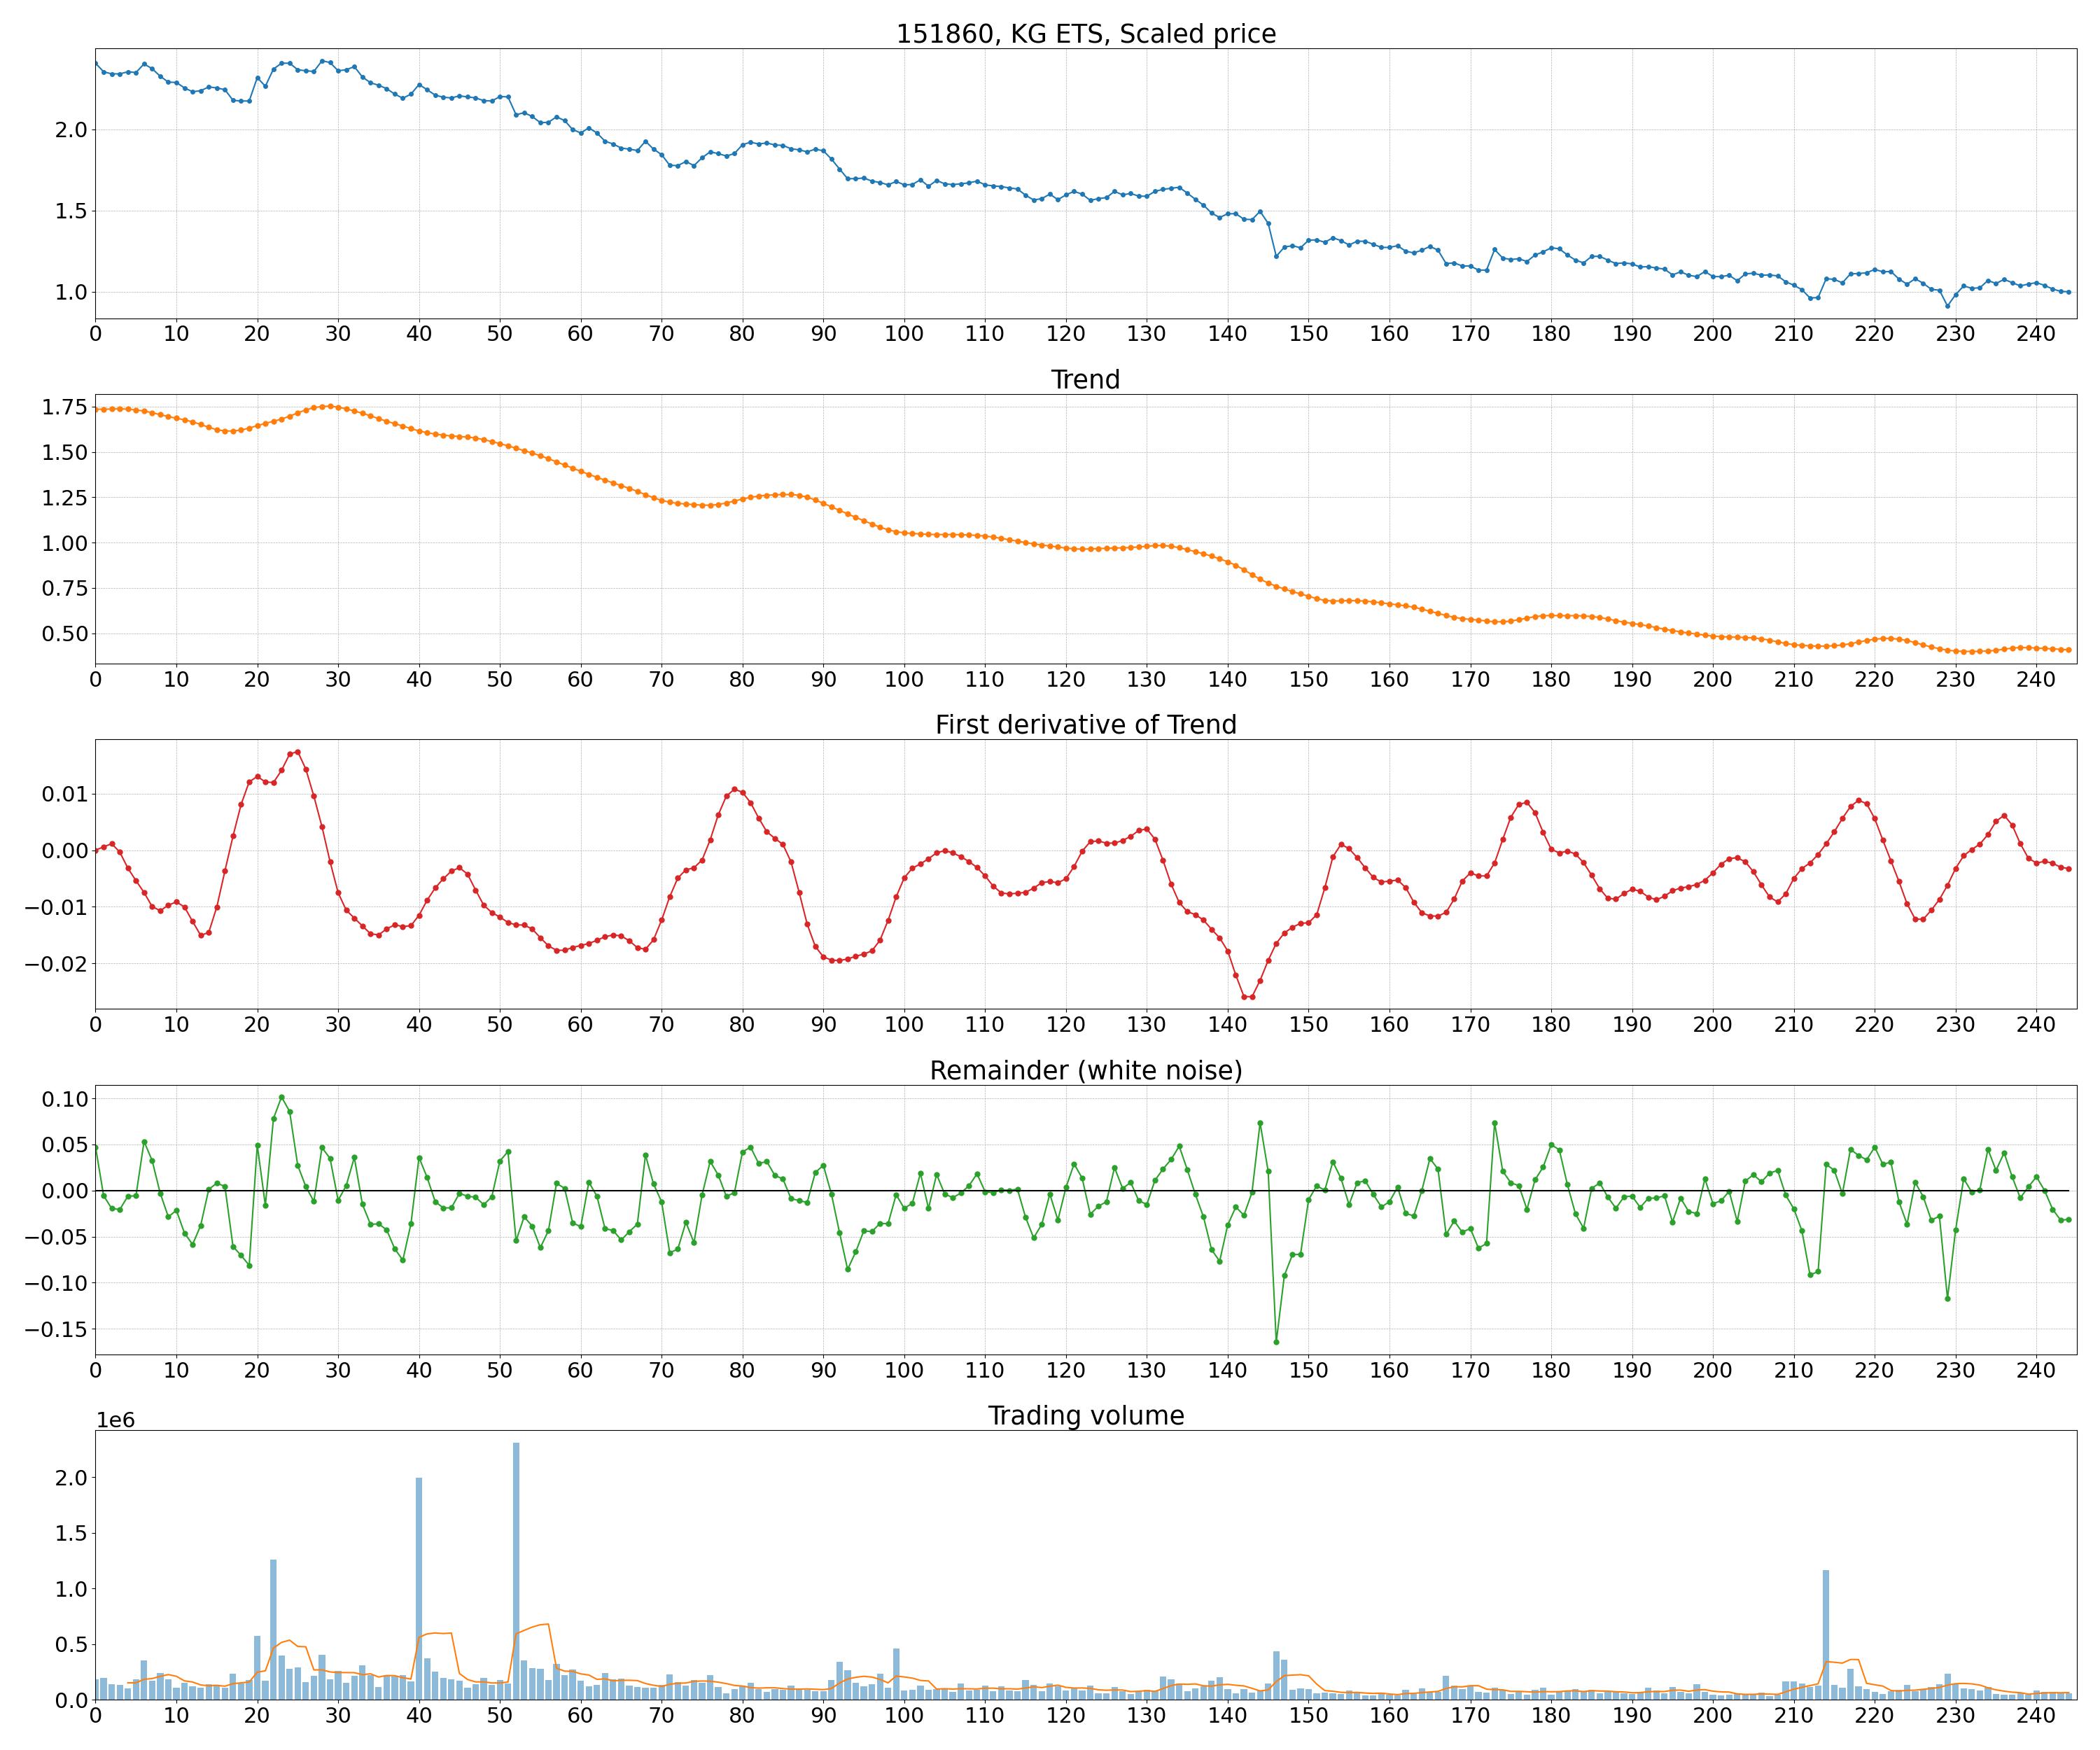 151860, KG ETS, Scaled price
2.0
1.5
1.0
0 10 20 30 40 50 60 70 80 90 100 110 120 130 140 150 160 170 180 190 200 210 220 230 240
Trend
1.75
1.50
1.25
1.00
0.75
0.50
0 10 20 30 40 50 60 70 80 90 100 110 120 130 140 150 160 170 180 190 200 210 220 230 240
First derivative of Trend
0.01
0.00
−0.01
−0.02
0 10 20 30 40 50 60 70 80 90 100 110 120 130 140 150 160 170 180 190 200 210 220 230 240
Remainder (white noise)
0.10
0.05
0.00
−0.05
−0.10
−0.15
0 10 20 30 40 50 60 70 80 90 100 110 120 130 140 150 160 170 180 190 200 210 220 230 240
Trading volume
1e6
2.0
1.5
1.0
0.5
0.0
0 10 20 30 40 50 60 70 80 90 100 110 120 130 140 150 160 170 180 190 200 210 220 230 240